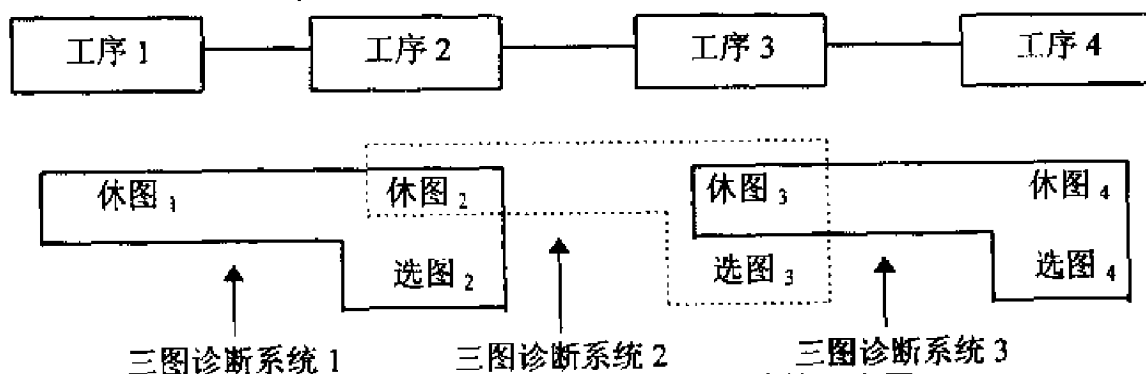 工序 1 工序 2 工序 3 工序 4
休图 1 休图 2 休图 3 休图 4
选图 2 选图 3 选图 4
三图诊断系统 1 三图诊断系统 2 三图诊断系统 3